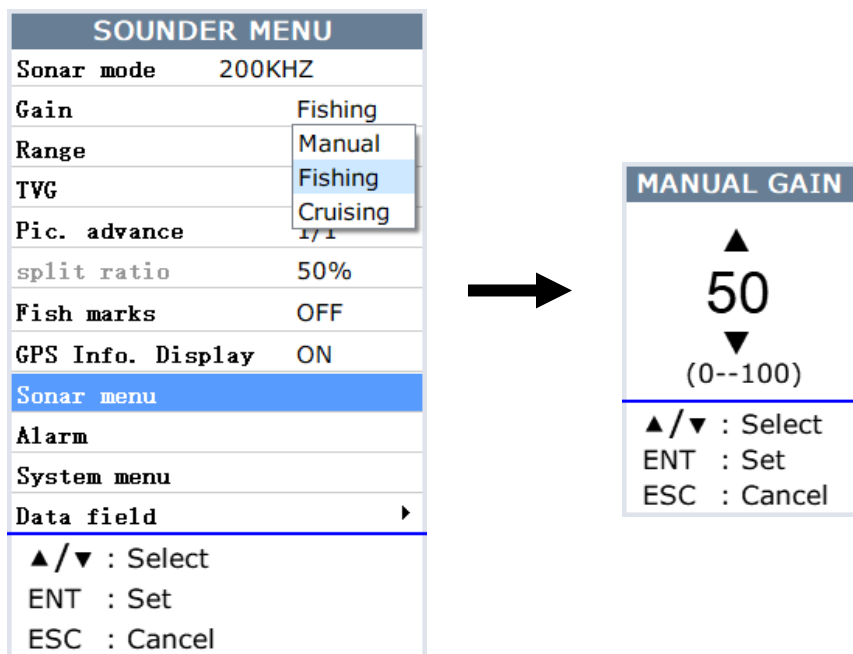 SOUNDER MENU
Sonar mode 200KHZ
Gain Fishing
Manual
Range
Fishing
TVG
Cruising
Pic. advance 1/1
split ratio 50%
Fish marks OFF
GPS Info. Display ON
Sonar menu
Alarm
System menu
Data field
▲/▼ : Select
ENT : Set
ESC : Cancel
MANUAL GAIN
▲
50
▼
(0--100)
▲/▼ : Select
ENT : Set
ESC : Cancel